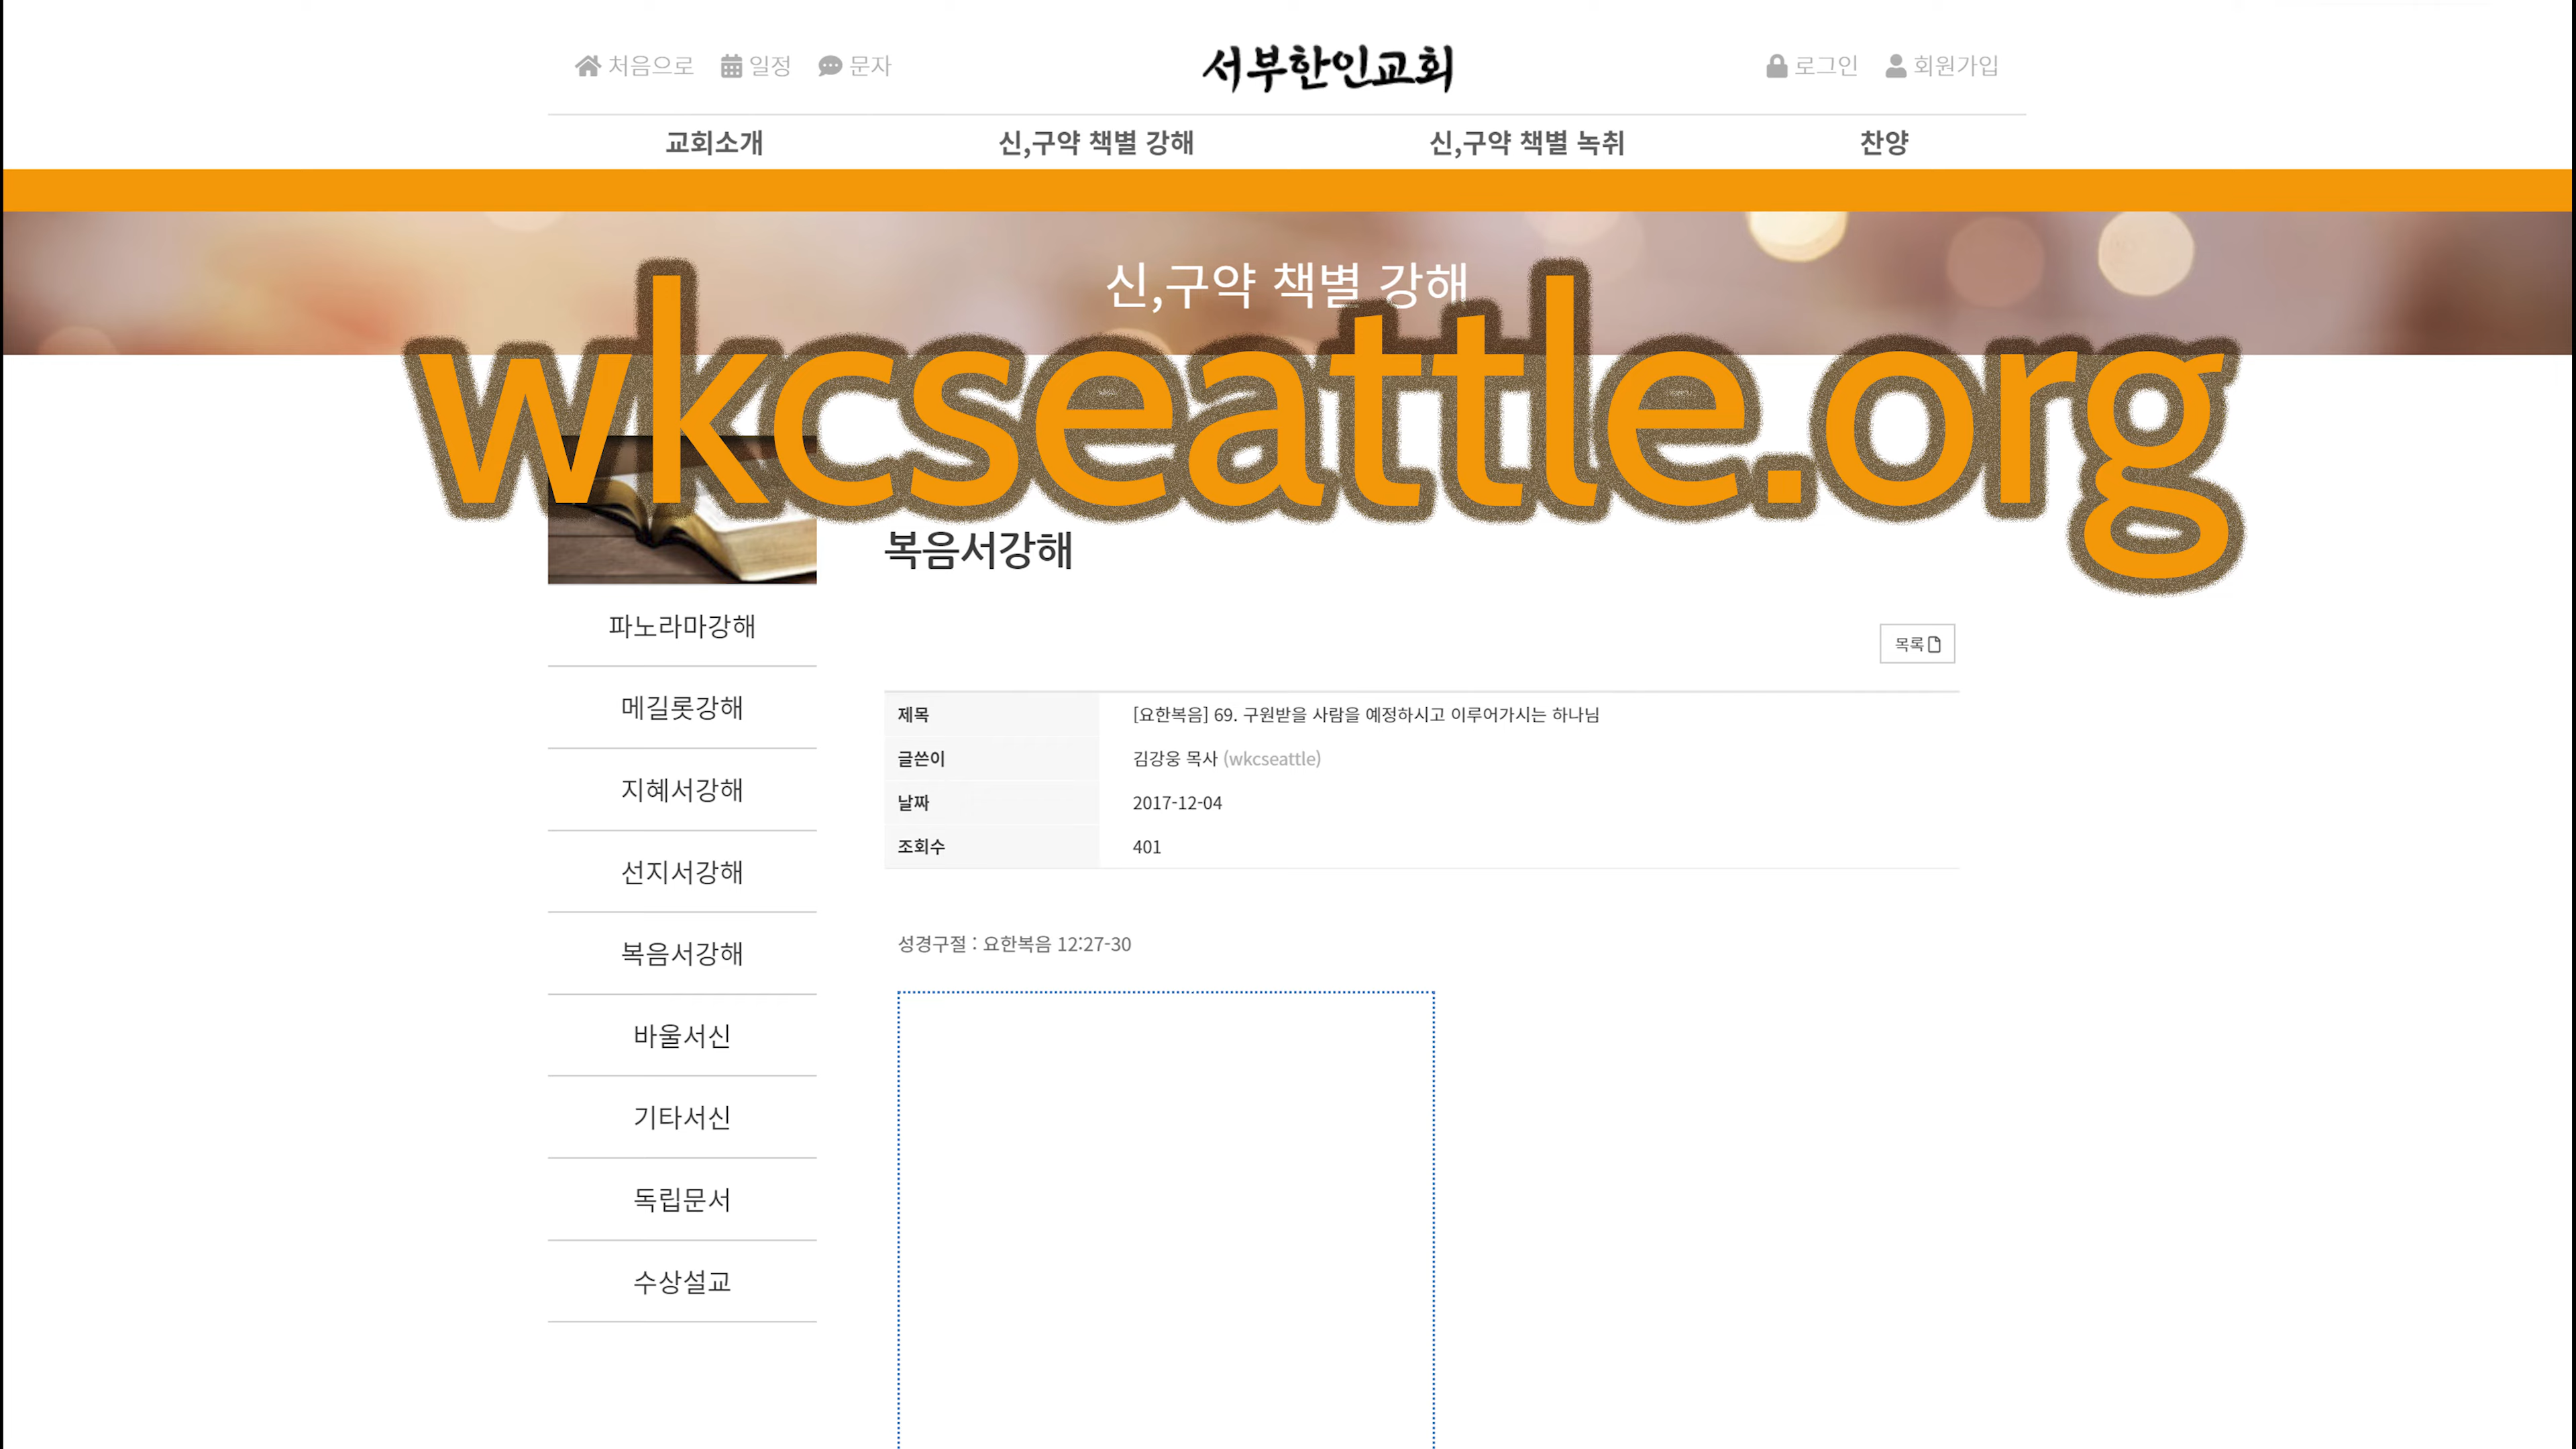 처음으로 일정 문자 서부한인교회 로그인 회원가입
교회소개 신,구약 책별 강해 신,구약 책별 녹취 찬양
신,구약 책별 강해
wkcseattle.org
복음서강해
파노라마강해
메길롯강해
지혜서강해
선지서강해
복음서강해
바울서신
기타서신
독립문서
수상설교
목록
제목 [요한복음] 69. 구원받을 사람을 예정하시고 이루어가시는 하나님
글쓴이 김강웅 목사 (wkcseattle)
날짜 2017-12-04
조회수 401
성경구절 : 요한복음 12:27-30